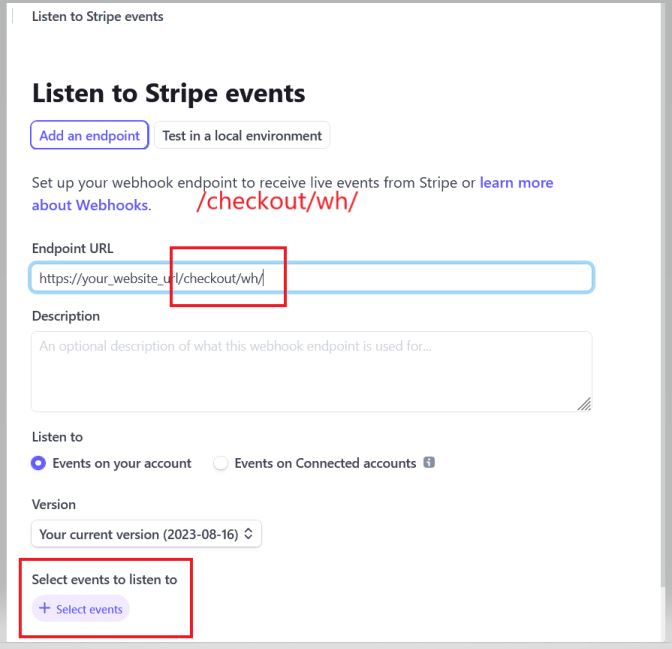 Listen to Stripe events
Listen to Stripe events
Add an endpoint
Test in a local environment
Set up your webhook endpoint to receive live events from Stripe or learn more
about Webhooks.
/checkout/wh/
Endpoint URL
https://your_website_url/checkout/wh/
Description
An optional description of what this webhook endpoint is used for...
Listen to
Events on your account
Events on Connected accounts
Version
Your current version (2023-08-16)
Select events to listen to
+ Select events